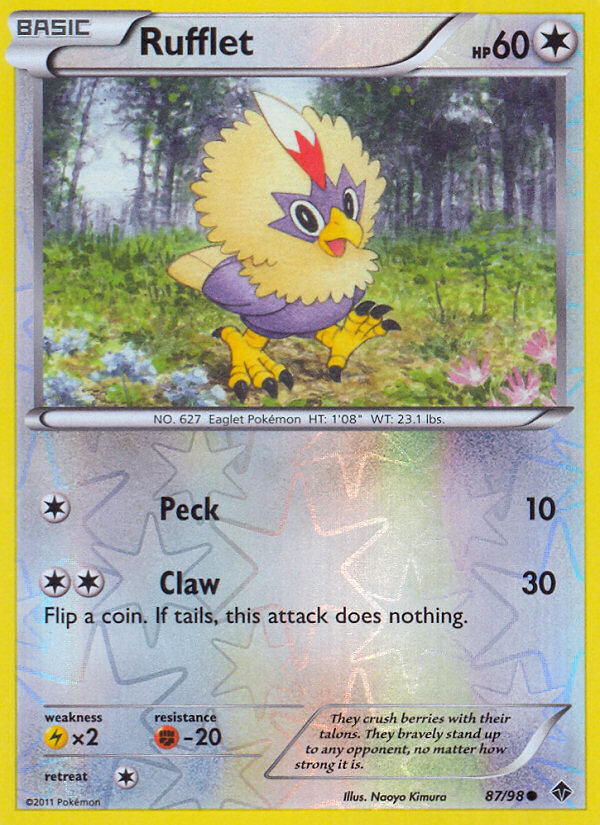 BASIC
Rufflet
HP60
NO. 627 Eaglet Pokémon HT: 1'08" WT: 23.1 lbs.
Peck 10
Claw 30
Flip a coin. If tails, this attack does nothing.
weakness
×2
resistance
-20
retreat
They crush berries with their
talons. They bravely stand up
to any opponent, no matter how
strong it is.
©2011 Pokémon
Illus. Naoyo Kimura
87/98